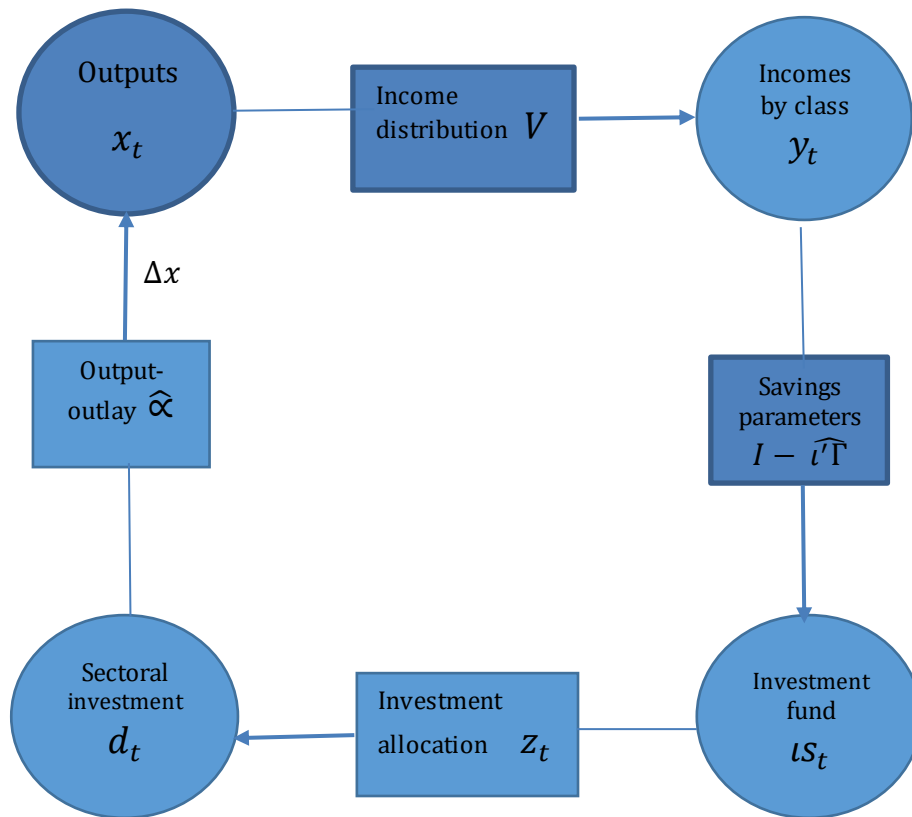 Outputs
x_t
Income
distribution V
Incomes
by class
y_t
Δx
Output-
outlay α̂
Savings
parameters
I − ι'Γ̂
Sectoral
investment
d_t
Investment
allocation z_t
Investment
fund
ιs_t